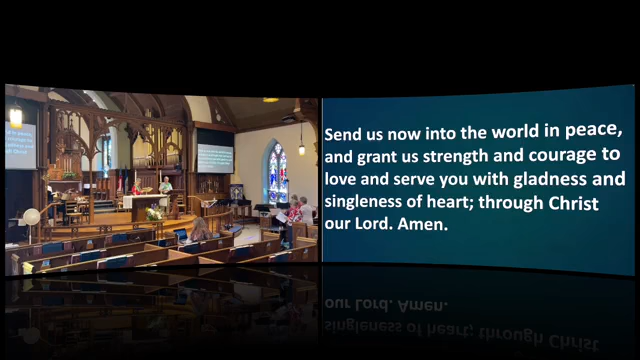 Send us now into the world in peace,
and grant us strength and courage to
love and serve you with gladness and
singleness of heart; through Christ
our Lord. Amen.